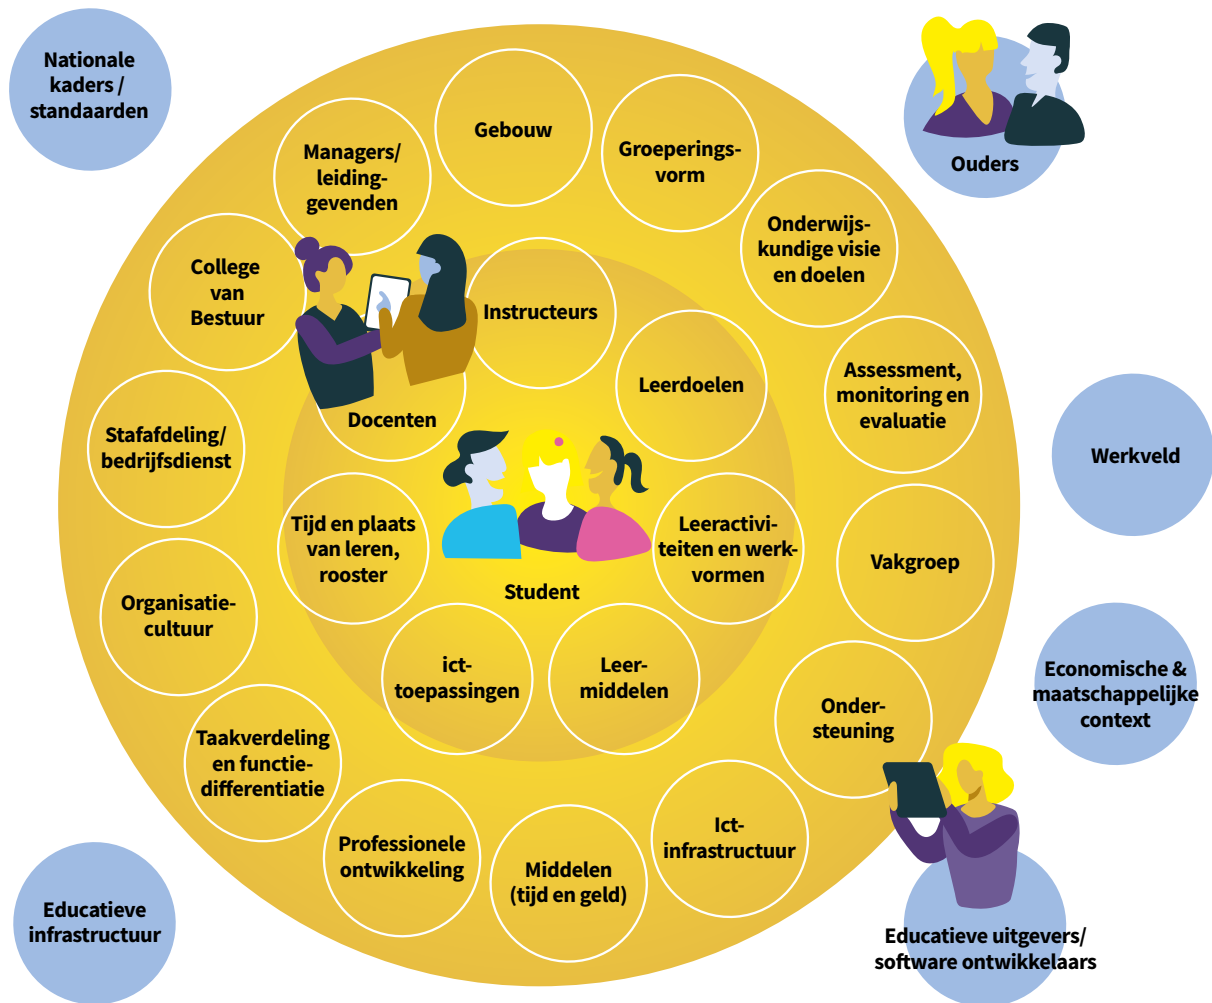 Nationale
kaders /
standaarden
Ouders
Gebouw
Groeperings-
vorm
Managers/
leiding-
gevenden
Onderwijs-
kundige visie
en doelen
College
van
Bestuur
Instructeurs
Leerdoelen
Assessment,
monitoring en
evaluatie
Docenten
Stafafdeling/
bedrijfsdienst
Werkveld
Tijd en plaats
van leren,
rooster
Leeractivi-
teiten en werk-
vormen
Vakgroep
Student
Organisatie-
cultuur
ict-
toepassingen
Leer-
middelen
Economische &
maatschappelijke
context
Onder-
steuning
Taakverdeling
en functie-
differentiatie
Ict-
infrastructuur
Professionele
ontwikkeling
Middelen
(tijd en geld)
Educatieve
infrastructuur
Educatieve uitgevers/
software ontwikkelaars